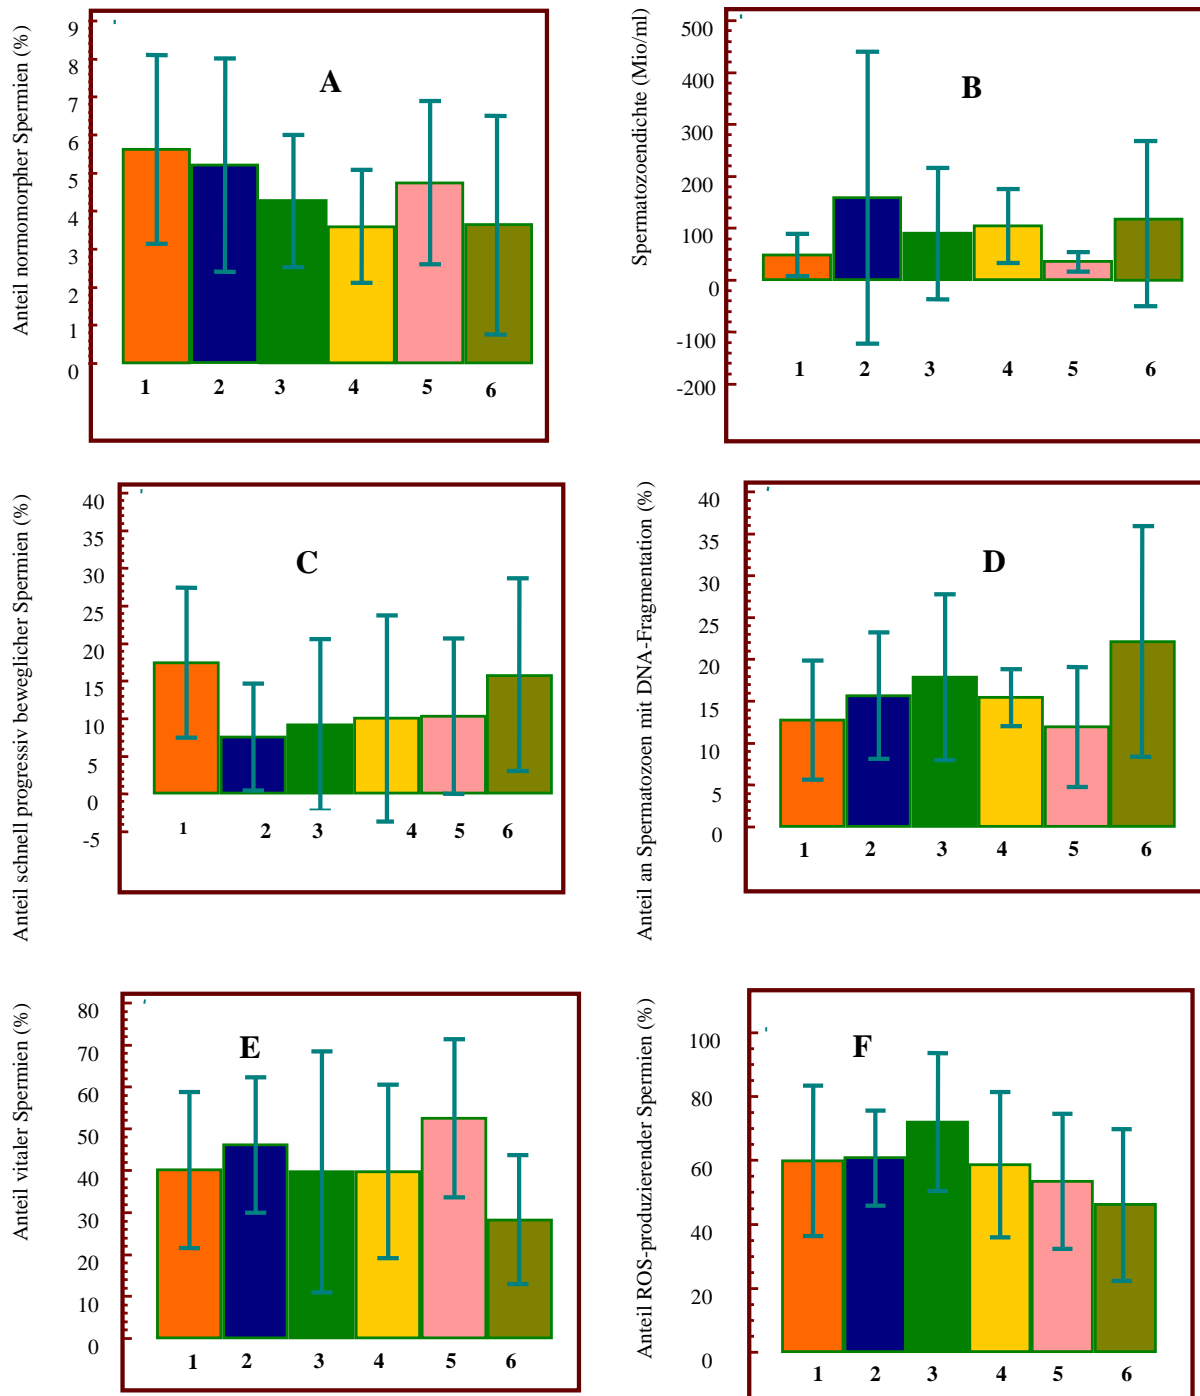 Anteil normomorpher Spermien (%)
9
8
7
6
5
4
3
2
1
0
A
1 2 3 4 5 6
Spermatozoendichte (Mio/ml)
500
400
300
200
100
0
-100
-200
B
1 2 3 4 5 6
Anteil schnell progressiv beweglicher Spermien (%)
40
35
30
25
20
15
10
5
0
-5
C
1 2 3 4 5 6
Anteil an Spermatozoen mit DNA-Fragmentation (%)
40
35
30
25
20
15
10
5
0
D
1 2 3 4 5 6
Anteil vitaler Spermien (%)
80
70
60
50
40
30
20
10
0
E
1 2 3 4 5 6
Anteil ROS-produzierender Spermien (%)
100
80
60
40
20
0
F
1 2 3 4 5 6